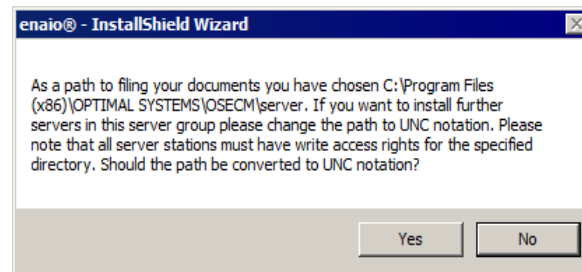 enaio® - InstallShield Wizard
As a path to filing your documents you have chosen C:\Program Files
(x86)\OPTIMAL SYSTEMS\OSECM\server. If you want to install further
servers in this server group please change the path to UNC notation. Please
note that all server stations must have write access rights for the specified
directory. Should the path be converted to UNC notation?
Yes
No